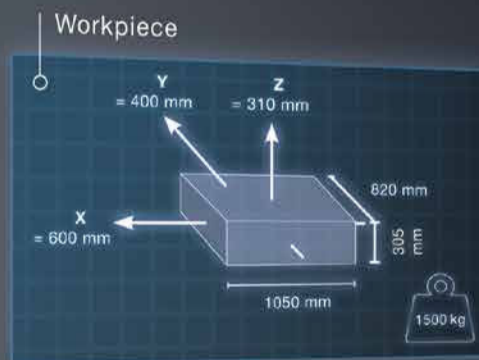 Workpiece
Y
= 400 mm
Z
= 310 mm
X
= 600 mm
820 mm
305
mm
1050 mm
1500 kg